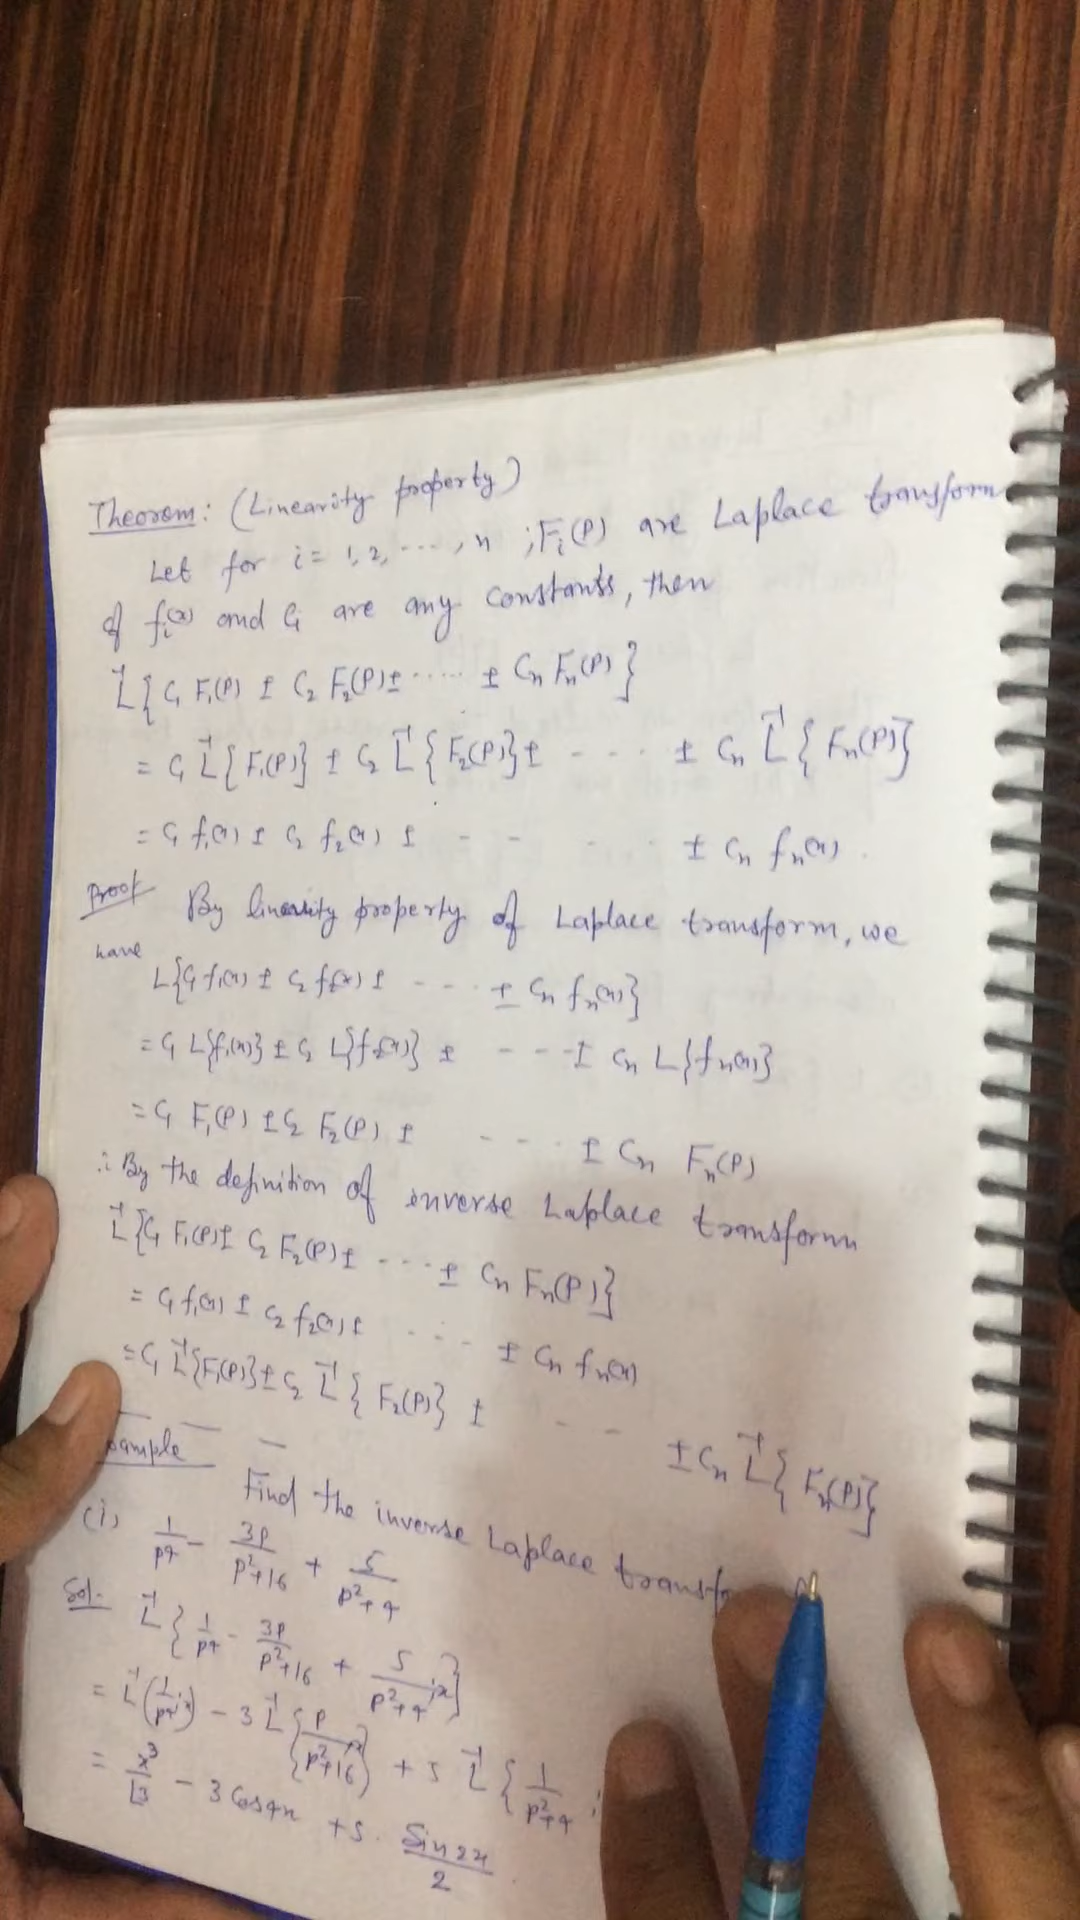 Theorem: (Linearity property)
Let for i = 1, 2, ....., n ; Fᵢ(P) are Laplace transform
of fᵢ(x) and Cᵢ are any constants, then
L⁻¹{C₁ F₁(P) ± C₂ F₂(P) ± ..... ± Cₙ Fₙ(P)}
= C₁ L⁻¹{F₁(P)} ± C₂ L⁻¹{F₂(P)} ± - - - - ± Cₙ L⁻¹{Fₙ(P)}
= C₁ f₁(x) ± C₂ f₂(x) ± - - - - ± Cₙ fₙ(x).
Proof By linearity property of Laplace transform, we
have
L{C₁ f₁(x) ± C₂ f₂(x) ± - - - - ± Cₙ fₙ(x)}
= C₁ L{f₁(x)} ± C₂ L{f₂(x)} ± - - - ± Cₙ L{fₙ(x)}
= C₁ F₁(P) ± C₂ F₂(P) ± - - - ± Cₙ Fₙ(P)
∴ By the definition of inverse Laplace transform
L⁻¹{C₁ F₁(P) ± C₂ F₂(P) ± - - - ± Cₙ Fₙ(P)}
= C₁ f₁(x) ± C₂ f₂(x) ± - - - ± Cₙ fₙ(x)
= C₁ L⁻¹{F₁(P)} ± C₂ L⁻¹{F₂(P)} ± - - - ± Cₙ L⁻¹{Fₙ(P)}
ample Find the inverse Laplace transf
(i) 1/p⁴ - 3P/p²+16 + 5/p²+4
Sol. L⁻¹{1/p⁴ - 3P/p²+16 + 5/p²+4 ; x}
= L⁻¹(1/p⁴ ; x) - 3 L⁻¹{P/p²+16 ; x} + 5 L⁻¹{1/p²+4 ;
= x³/⌊3 - 3 Cos4x + 5. Sin2x/2